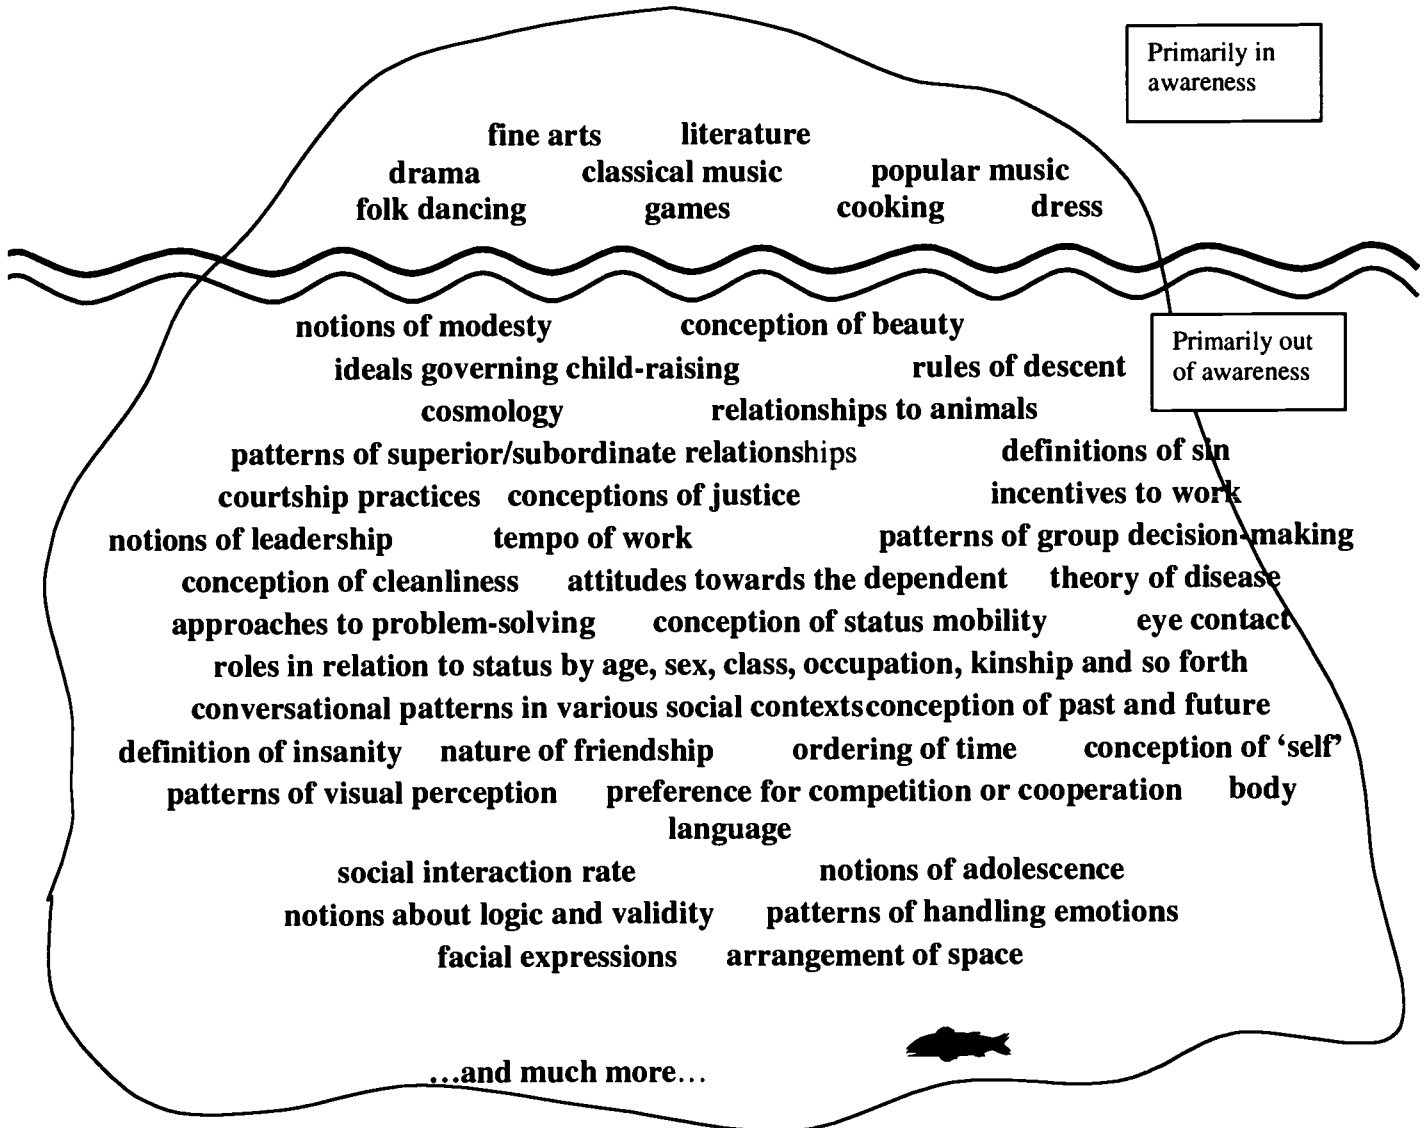 Primarily in
awareness
fine arts literature
drama classical music popular music
folk dancing games cooking dress
notions of modesty conception of beauty
Primarily out
of awareness
ideals governing child-raising rules of descent
cosmology relationships to animals
patterns of superior/subordinate relationships definitions of sin
courtship practices conceptions of justice incentives to work
notions of leadership tempo of work patterns of group decision-making
conception of cleanliness attitudes towards the dependent theory of disease
approaches to problem-solving conception of status mobility eye contact
roles in relation to status by age, sex, class, occupation, kinship and so forth
conversational patterns in various social contextsconception of past and future
definition of insanity nature of friendship ordering of time conception of ‘self’
patterns of visual perception preference for competition or cooperation body
language
social interaction rate notions of adolescence
notions about logic and validity patterns of handling emotions
facial expressions arrangement of space
…and much more…